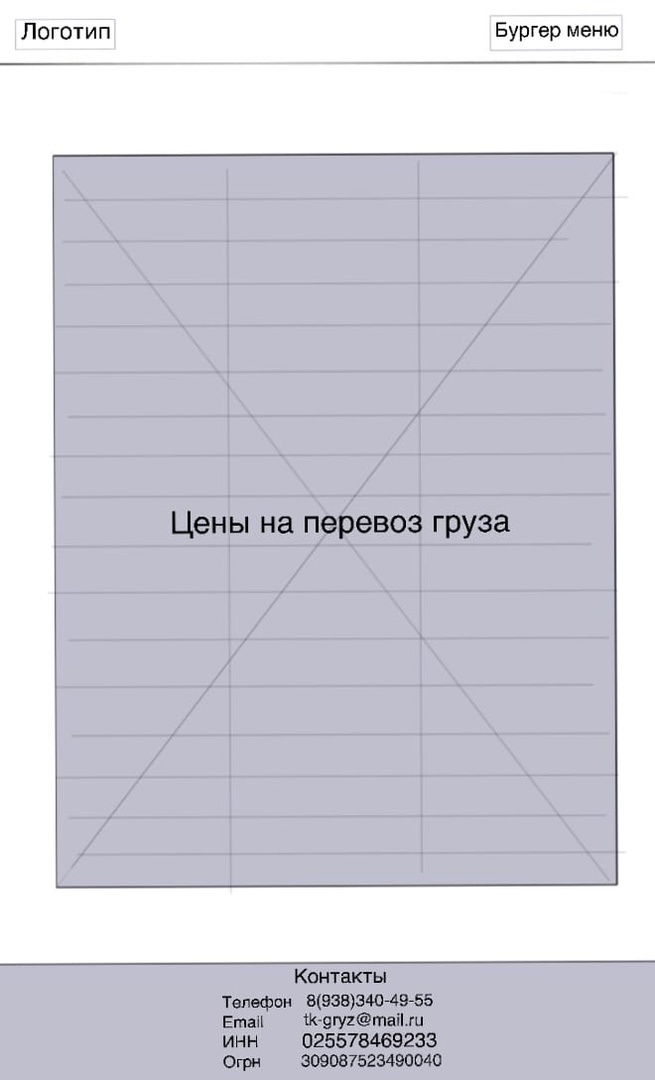 Логотип
Бургер меню
Цены на перевоз груза
Контакты
Телефон 8(938)340-49-55
Email tk-gryz@mail.ru
ИНН 025578469233
Огрн 309087523490040